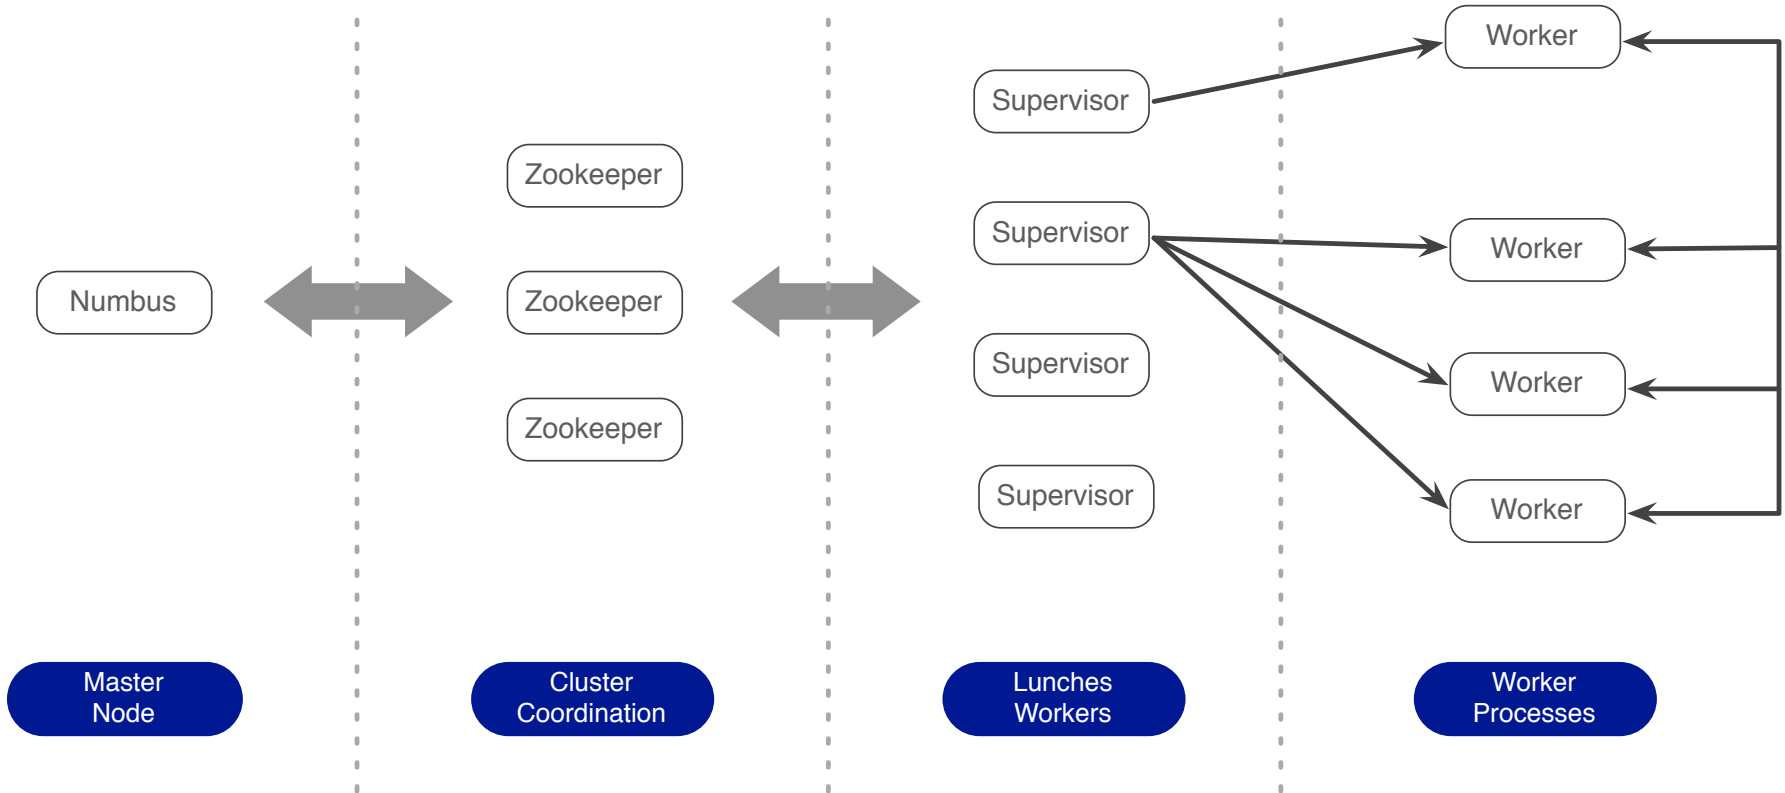 Numbus
Zookeeper
Zookeeper
Zookeeper
Supervisor
Supervisor
Supervisor
Supervisor
Worker
Worker
Worker
Worker
Master
Node
Cluster
Coordination
Lunches
Workers
Worker
Processes